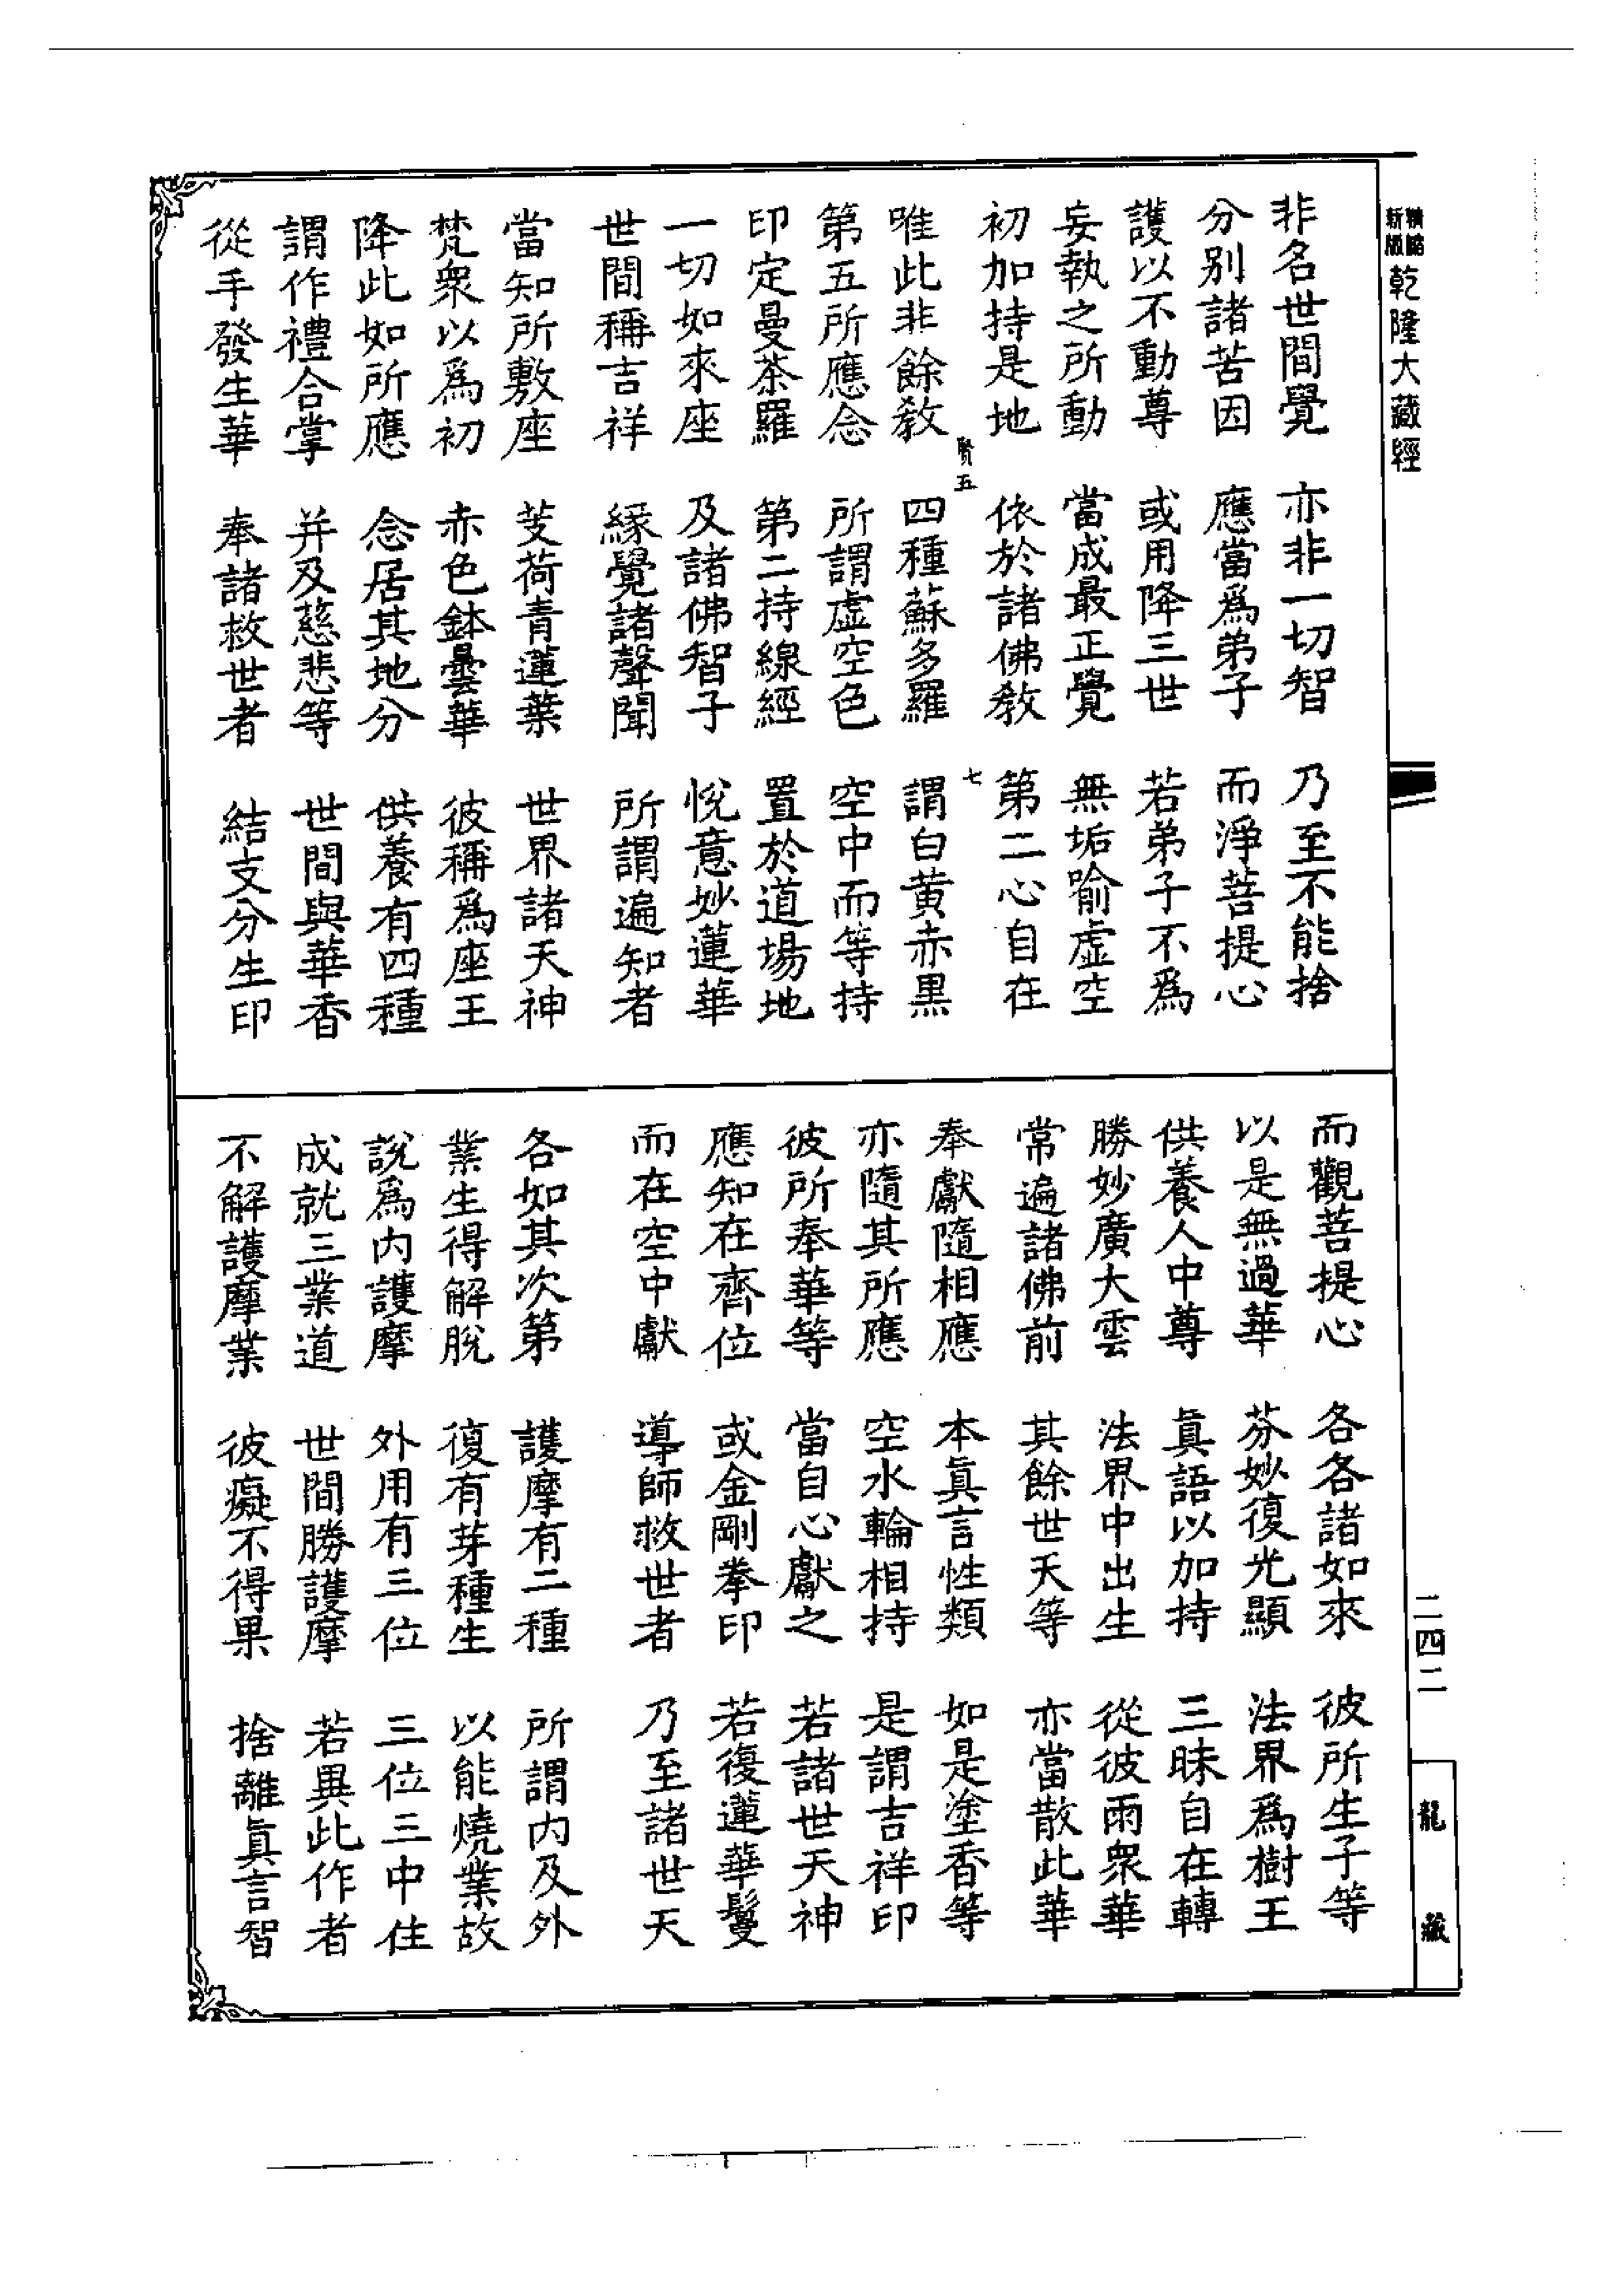 精縮新版 乾隆大藏經
非名世間覺 亦非一切智 乃至不能捨
分別諸苦因 應當爲弟子 而淨菩提心
護以不動尊 或用降三世 若弟子不爲
妄執之所動 當成最正覺 無垢喻虛空
初加持是地 依於諸佛敎 第二心自在
賢五 七
唯此非餘敎 四種蘇多羅 謂白黄赤黑
第五所應念 所謂虛空色 空中而等持
印定曼荼羅 第二持線經 置於道場地
一切如來座 及諸佛智子 悅意妙蓮華
世間稱吉祥 緣覺諸聲聞 所謂遍知者
當知所敷座 芰荷青蓮葉 世界諸天神
梵衆以爲初 赤色鉢曇華 彼稱爲座王
降此如所應 念居其地分 供養有四種
謂作禮合掌 并及慈悲等 世間與華香
從手發生華 奉諸救世者 結支分生印
而觀菩提心 各各諸如來 彼所生子等
以是無過華 芬妙復光顯 法界爲樹王
供養人中尊 眞語以加持 三昧自在轉
勝妙廣大雲 法界中出生 從彼雨衆華
常遍諸佛前 其餘世天等 亦當散此華
奉獻隨相應 本眞言性類 如是塗香等
亦隨其所應 空水輪相持 是謂吉祥印
彼所奉華等 當自心獻之 若諸世天神
應知在齊位 或金剛拳印 若復蓮華鬘
而在空中獻 導師救世者 乃至諸世天
各如其次第 護摩有二種 所謂内及外
業生得解脫 復有芽種生 以能燒業故
說爲内護摩 外用有三位 三位三中住
成就三業道 世間勝護摩 若異此作者
不解護摩業 彼癡不得果 捨離眞言智
二四二
龍藏